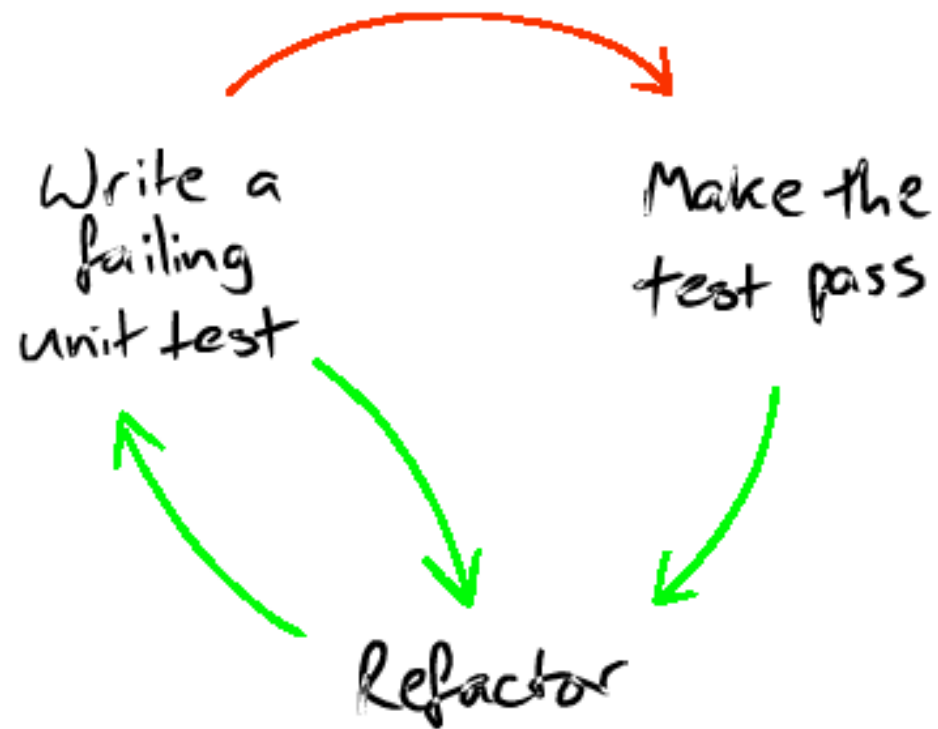 Write a
failing
unit test
Make the
test pass
Refactor